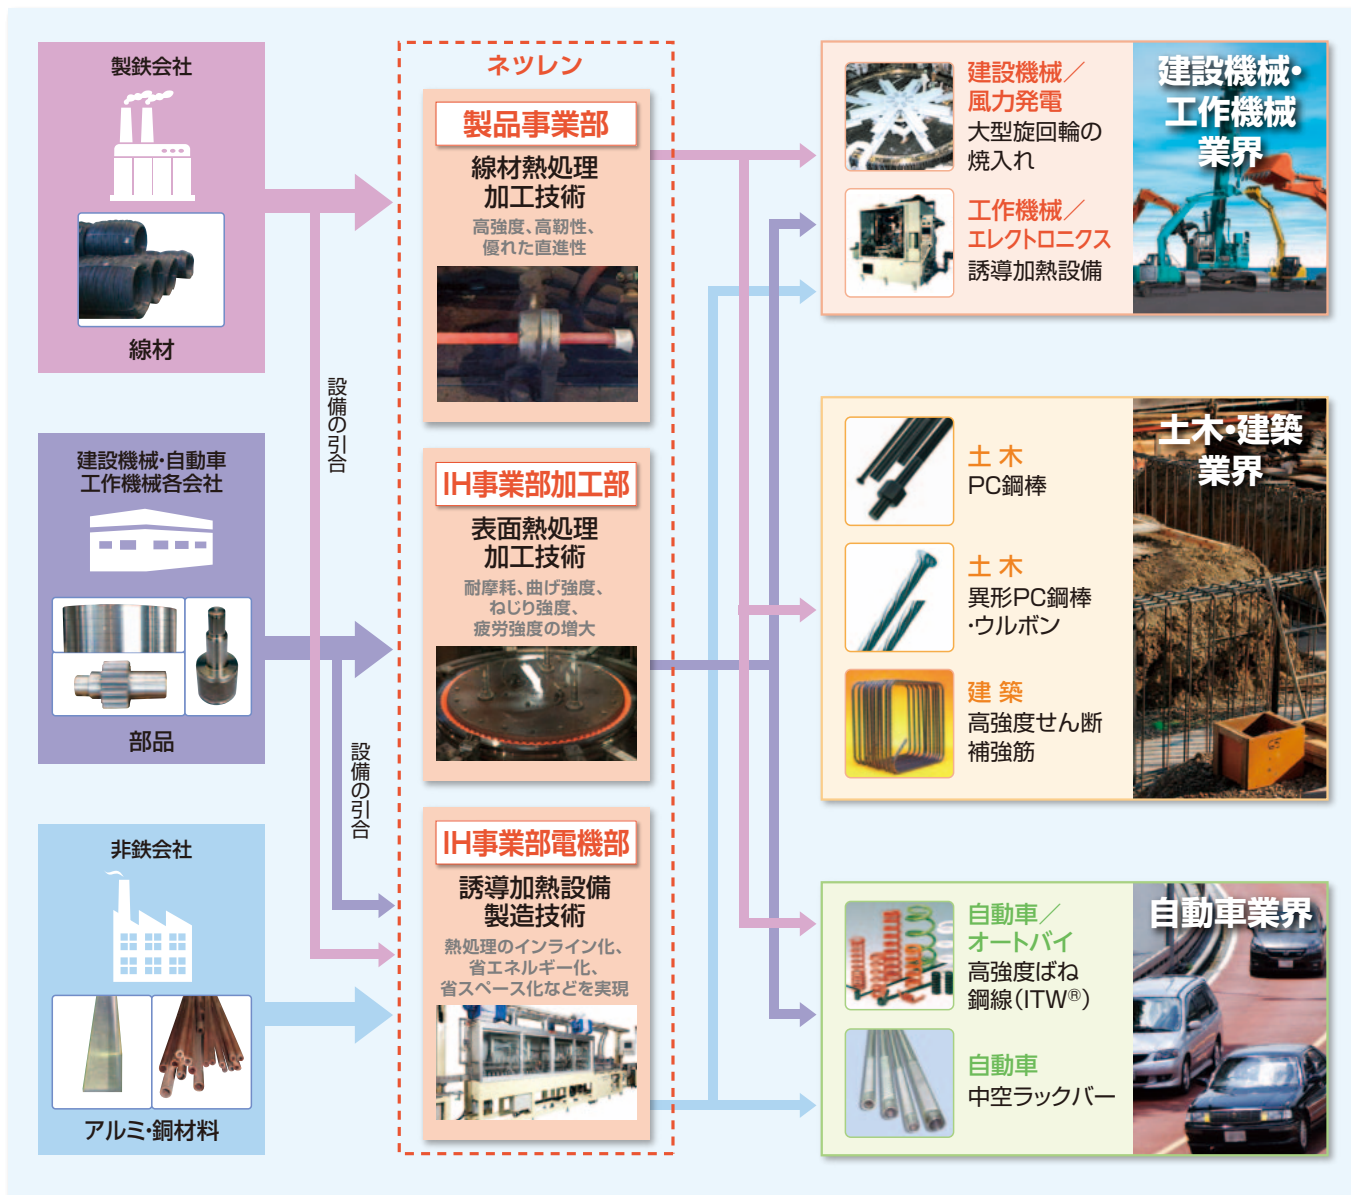 製鉄会社
線材
建設機械・自動車
工作機械各会社
部品
非鉄会社
アルミ・銅材料
設備の引合
設備の引合
ネツレン
製品事業部
線材熱処理
加工技術
高強度、高靭性、
優れた直進性
IH事業部加工部
表面熱処理
加工技術
耐摩耗、曲げ強度、
ねじり強度、
疲労強度の増大
IH事業部電機部
誘導加熱設備
製造技術
熱処理のインライン化、
省エネルギー化、
省スペース化などを実現
建設機械／
風力発電
大型旋回輪の
焼入れ
工作機械／
エレクトロニクス
誘導加熱設備
建設機械・
工作機械
業界
土木
PC鋼棒
土木
異形PC鋼棒
・ウルボン
建築
高強度せん断
補強筋
土木・建築
業界
自動車／
オートバイ
高強度ばね
鋼線（ITW®）
自動車
中空ラックバー
自動車業界